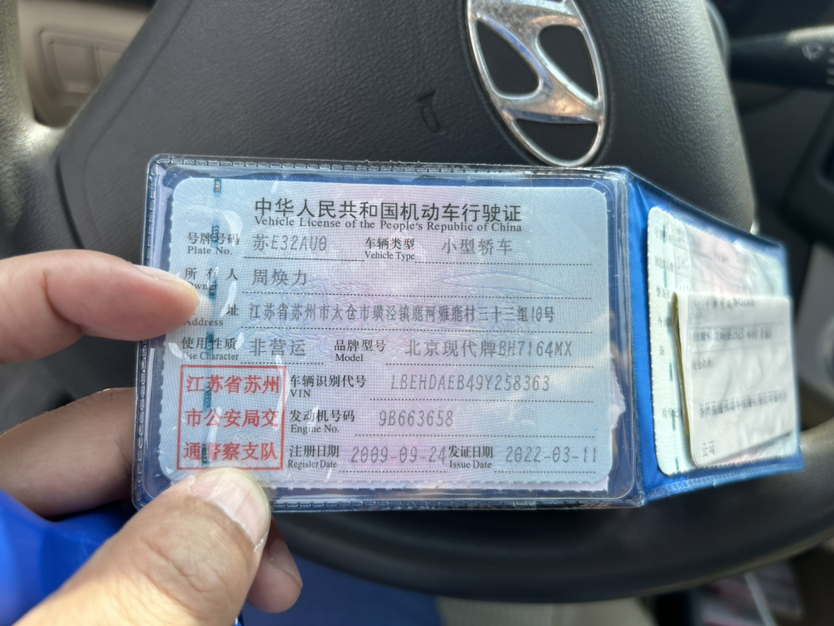 中华人民共和国机动车行驶证
Vehicle License of the People's Republic of China
号牌号码 苏E32AU0 车辆类型 小型轿车
Plate No. Vehicle Type
所有人 周焕力
Owner
址 江苏省苏州市太仓市璜泾镇鹿河雅鹿村三十三组10号
Address
使用性质 非营运 品牌型号 北京现代牌BH7164MX
Use Character Model
江苏省苏州
市公安局交
通警察支队
车辆识别代号 LBEHDAEB49Y258363
VIN
发动机号码 9B663658
Engine No.
注册日期 2009-09-24 发证日期 2022-03-11
Register Date Issue Date
公司